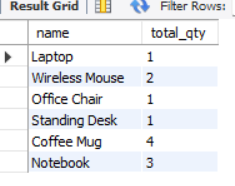 Result Grid Filter Rows:
name total_qty
Laptop 1
Wireless Mouse 2
Office Chair 1
Standing Desk 1
Coffee Mug 4
Notebook 3